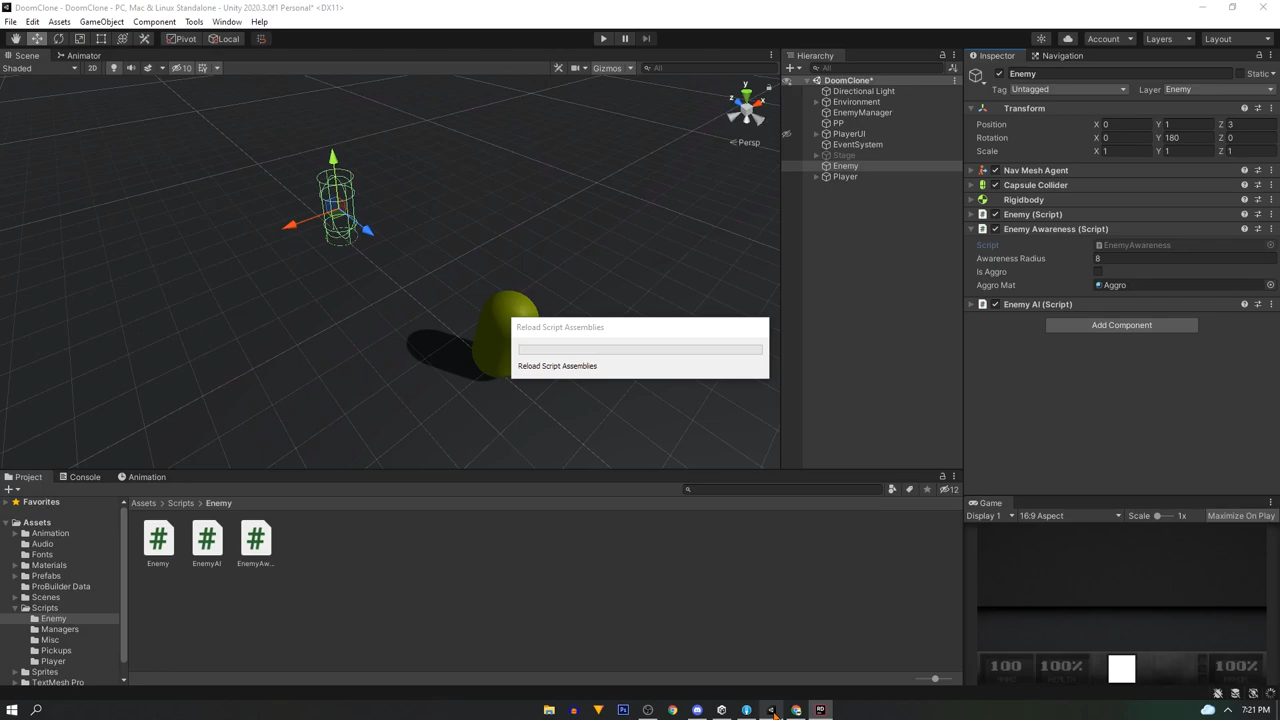 DoomClone - DoomClone - PC, Mac & Linux Standalone - Unity 2020.3.0f1 Personal* <DX11>
File Edit Assets GameObject Component Tools Window Help
Pivot Local Account Layers Layout
Scene Animator
Shaded 2D 10 Gizmos All
y
x
z
Persp
Hierarchy
All
DoomClone*
Directional Light
Environment
EnemyManager
PP
PlayerUI
EventSystem
Stage
Enemy
Player
Inspector Navigation
Enemy Static
Tag Untagged Layer Enemy
Transform
Position X 0 Y 1 Z 3
Rotation X 0 Y 180 Z 0
Scale X 1 Y 1 Z 1
Nav Mesh Agent
Capsule Collider
Rigidbody
Enemy (Script)
Enemy Awareness (Script)
Script EnemyAwareness
Awareness Radius 8
Is Aggro
Aggro Mat Aggro
Enemy AI (Script)
Add Component
Reload Script Assemblies
Reload Script Assemblies
Project Console Animation
12
Favorites
Assets
Animation
Audio
Fonts
Materials
Prefabs
ProBuilder Data
Scenes
Scripts
Enemy
Managers
Misc
Pickups
Player
Sprites
TextMesh Pro
Assets > Scripts > Enemy
Enemy EnemyAI EnemyAw...
Game
Display 1 16:9 Aspect Scale 1x Maximize On Play
100 100% 100%
7:21 PM